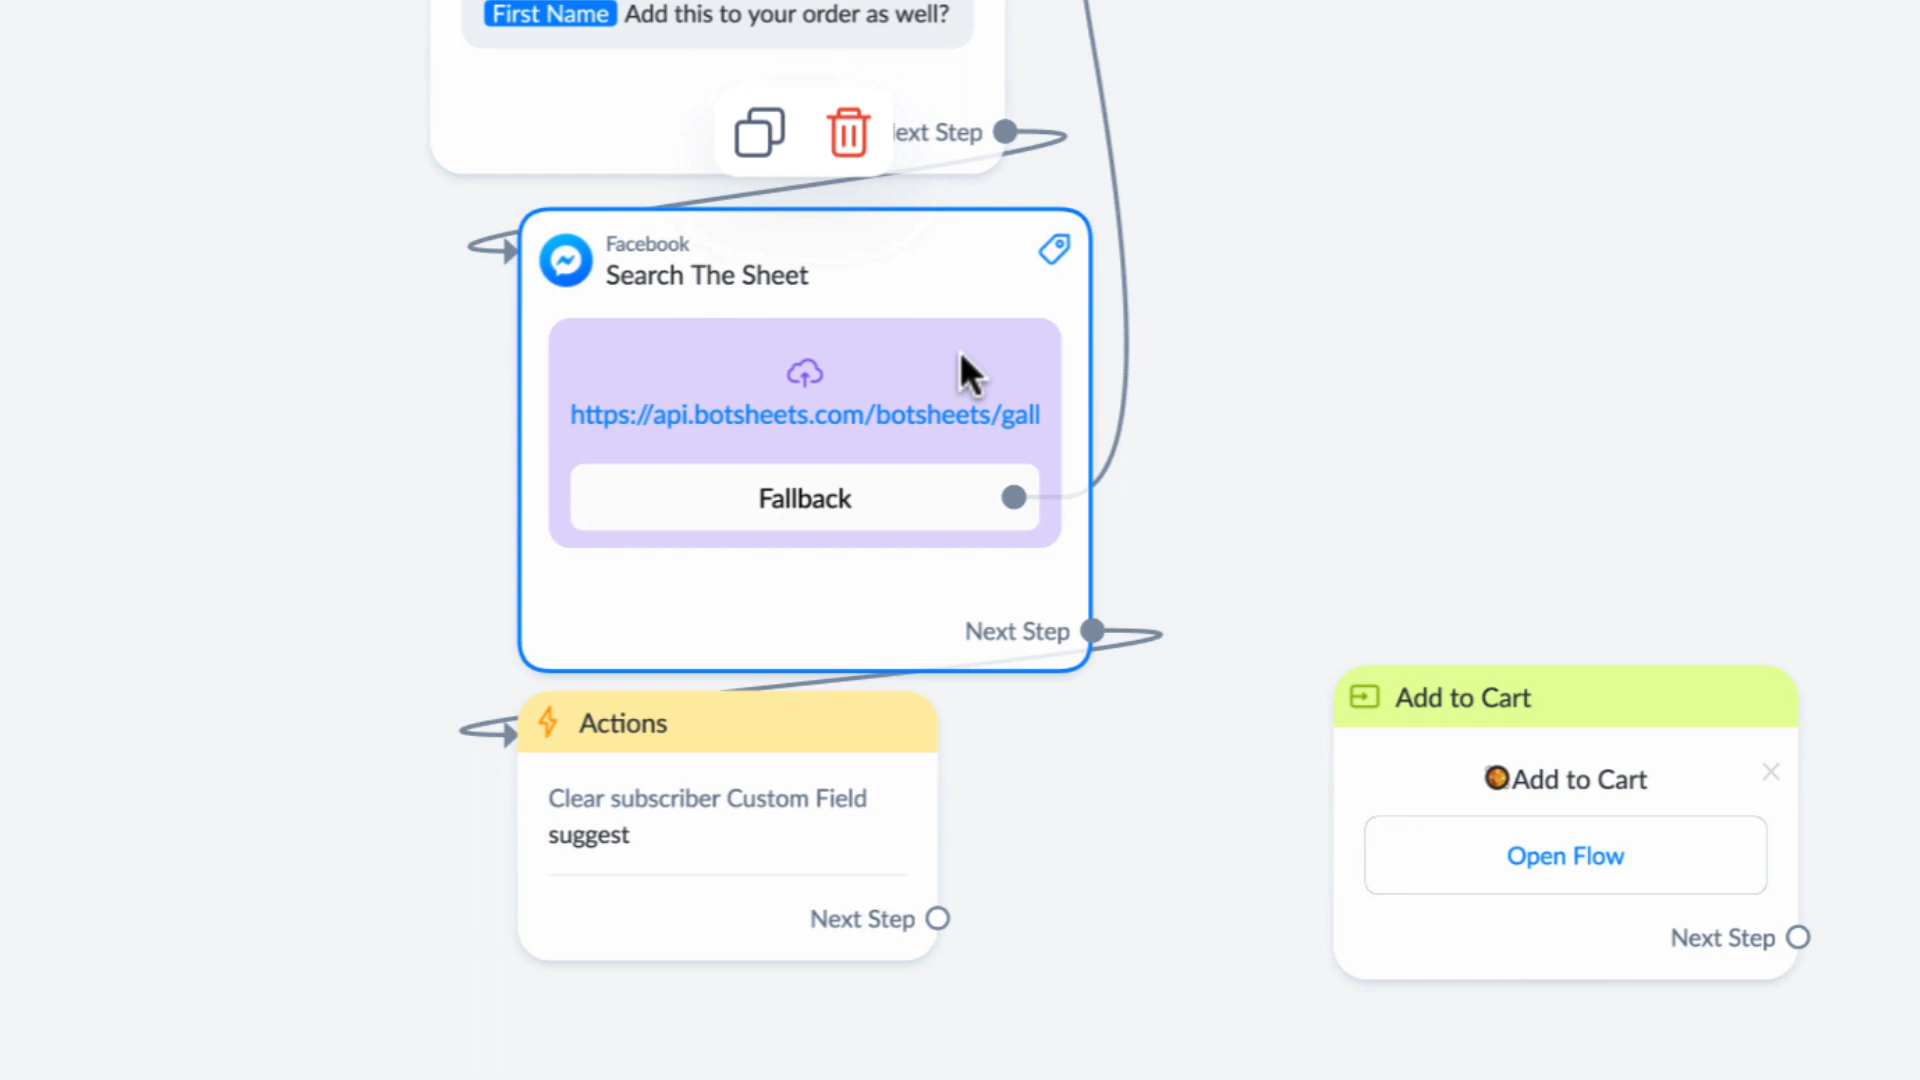 First Name Add this to your order as well?
Next Step
Facebook
Search The Sheet
https://api.botsheets.com/botsheets/gall
Fallback
Next Step
Actions
Clear subscriber Custom Field
suggest
Next Step
Add to Cart
Add to Cart
Open Flow
Next Step